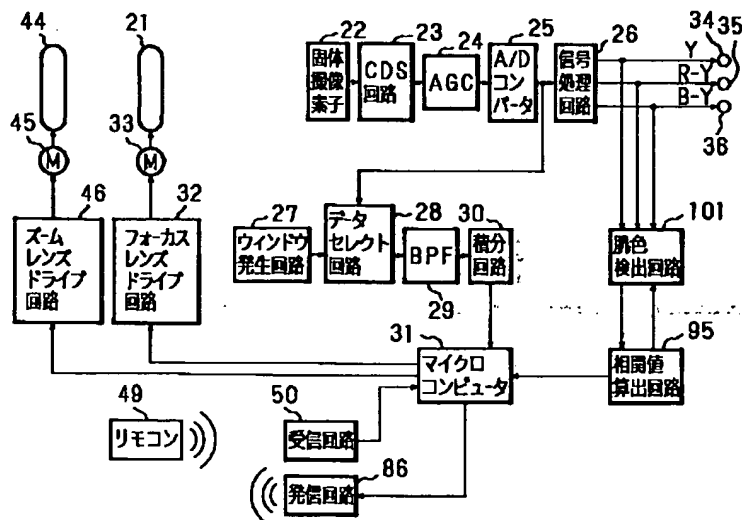 44
21
45
M
33
M
22
固体
撮像
素子
23
CDS
回路
24
AGC
25
A/D
コン
バータ
26
信号
処理
回路
Y
R-Y
B-Y
34
35
36
46
ズーム
レンズ
ドライブ
回路
32
フォーカス
レンズ
ドライブ
回路
27
ウィンドウ
発生回路
28
データ
セレクト
回路
BPF
29
30
積分
回路
101
肌色
検出回路
31
マイクロ
コンピュータ
95
相関値
算出回路
49
リモコン
50
受信回路
86
発信回路